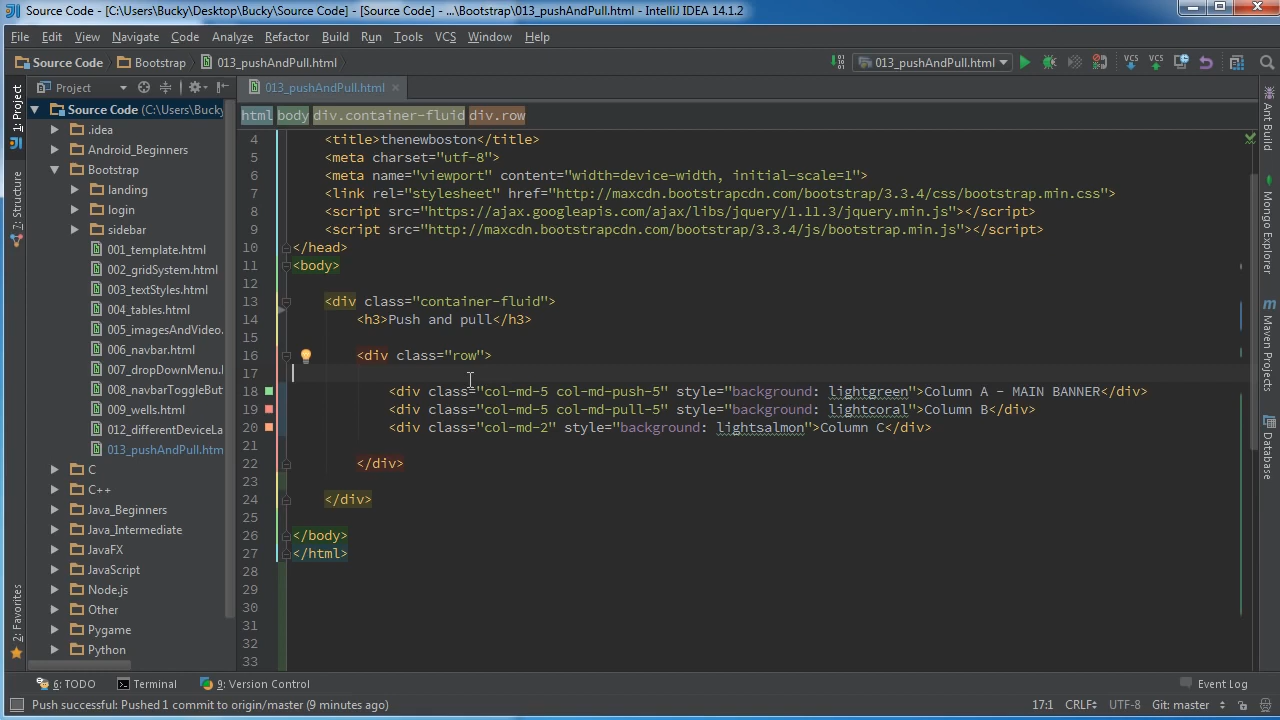 Source Code - [C:\Users\Bucky\Desktop\Bucky\Source Code] - [Source Code] - ...\Bootstrap\013_pushAndPull.html - IntelliJ IDEA 14.1.2
File Edit View Navigate Code Analyze Refactor Build Run Tools VCS Window Help
Source Code Bootstrap 013_pushAndPull.html 013_pushAndPull.html VCS VCS
1: Project
7: Structure
2: Favorites
Project
Source Code (C:\Users\Bucky
.idea
Android_Beginners
Bootstrap
landing
login
sidebar
001_template.html
002_gridSystem.html
003_textStyles.html
004_tables.html
005_imagesAndVideo.
006_navbar.html
007_dropDownMenu.h
008_navbarToggleButt
009_wells.html
012_differentDeviceLa
013_pushAndPull.htm
C
C++
Java_Beginners
Java_Intermediate
JavaFX
JavaScript
Node.js
Other
Pygame
Python
013_pushAndPull.html
html body div.container-fluid div.row
4 <title>thenewboston</title>
5 <meta charset="utf-8">
6 <meta name="viewport" content="width=device-width, initial-scale=1">
7 <link rel="stylesheet" href="http://maxcdn.bootstrapcdn.com/bootstrap/3.3.4/css/bootstrap.min.css">
8 <script src="https://ajax.googleapis.com/ajax/libs/jquery/1.11.3/jquery.min.js"></script>
9 <script src="http://maxcdn.bootstrapcdn.com/bootstrap/3.3.4/js/bootstrap.min.js"></script>
10 </head>
11 <body>
12
13 <div class="container-fluid">
14 <h3>Push and pull</h3>
15
16 <div class="row">
17
18 <div class="col-md-5 col-md-push-5" style="background: lightgreen">Column A - MAIN BANNER</div>
19 <div class="col-md-5 col-md-pull-5" style="background: lightcoral">Column B</div>
20 <div class="col-md-2" style="background: lightsalmon">Column C</div>
21
22 </div>
23
24 </div>
25
26 </body>
27 </html>
28
29
30
31
32
33
Ant Build
Mongo Explorer
Maven Projects
Database
6: TODO Terminal 9: Version Control Event Log
Push successful: Pushed 1 commit to origin/master (9 minutes ago) 17:1 CRLF UTF-8 Git: master